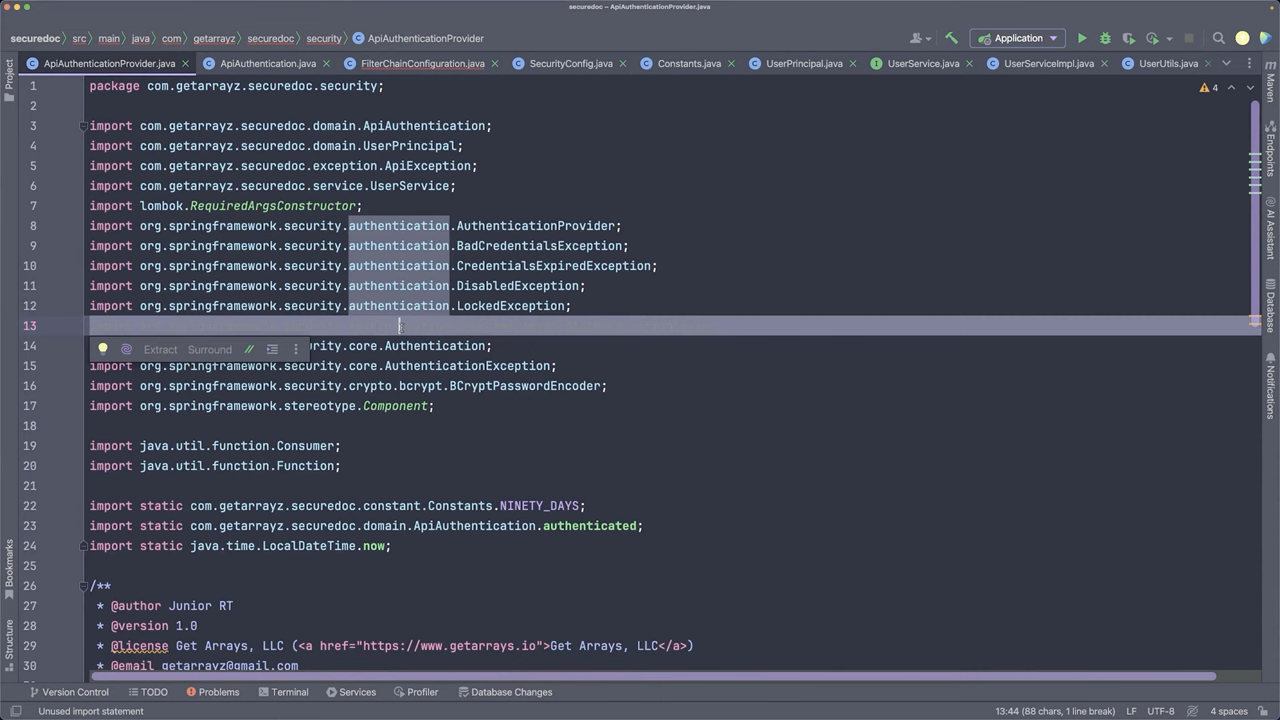 securedoc – ApiAuthenticationProvider.java
securedoc src main java com getarrayz securedoc security ApiAuthenticationProvider Application
ApiAuthenticationProvider.java ApiAuthentication.java FilterChainConfiguration.java SecurityConfig.java Constants.java UserPrincipal.java UserService.java UserServiceImpl.java UserUtils.java
Project
Bookmarks
Structure
1 package com.getarrayz.securedoc.security;
2
3 import com.getarrayz.securedoc.domain.ApiAuthentication;
4 import com.getarrayz.securedoc.domain.UserPrincipal;
5 import com.getarrayz.securedoc.exception.ApiException;
6 import com.getarrayz.securedoc.service.UserService;
7 import lombok.RequiredArgsConstructor;
8 import org.springframework.security.authentication.AuthenticationProvider;
9 import org.springframework.security.authentication.BadCredentialsException;
10 import org.springframework.security.authentication.CredentialsExpiredException;
11 import org.springframework.security.authentication.DisabledException;
12 import org.springframework.security.authentication.LockedException;
13
Extract Surround //
14 urity.core.Authentication;
15 import org.springframework.security.core.AuthenticationException;
16 import org.springframework.security.crypto.bcrypt.BCryptPasswordEncoder;
17 import org.springframework.stereotype.Component;
18
19 import java.util.function.Consumer;
20 import java.util.function.Function;
21
22 import static com.getarrayz.securedoc.constant.Constants.NINETY_DAYS;
23 import static com.getarrayz.securedoc.domain.ApiAuthentication.authenticated;
24 import static java.time.LocalDateTime.now;
25
26 /**
27 * @author Junior RT
28 * @version 1.0
29 * @license Get Arrays, LLC (<a href="https://www.getarrays.io">Get Arrays, LLC</a>)
30 * @email getarrayz@gmail.com
4
Maven
Endpoints
AI Assistant
Database
Notifications
Version Control TODO Problems Terminal Services Profiler Database Changes
Unused import statement 13:44 (88 chars, 1 line break) LF UTF-8 4 spaces